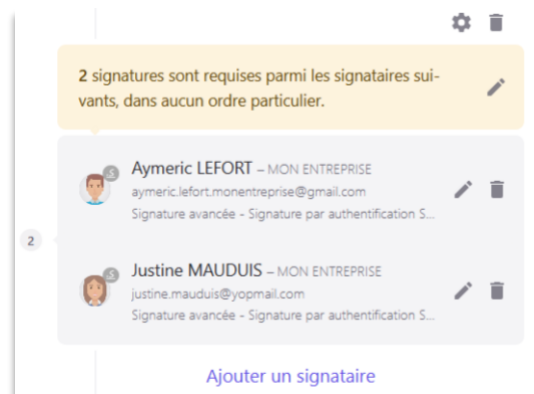 2 signatures sont requises parmi les signataires sui-
vants, dans aucun ordre particulier.
Aymeric LEFORT – MON ENTREPRISE
aymeric.lefort.monentreprise@gmail.com
Signature avancée - Signature par authentification S...
2
Justine MAUDUIS – MON ENTREPRISE
justine.mauduis@yopmail.com
Signature avancée - Signature par authentification S...
Ajouter un signataire